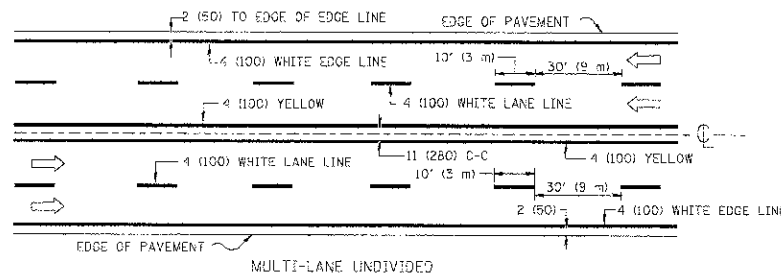 2 (50) TO EDGE OF EDGE LINE
EDGE OF PAVEMENT
4 (100) WHITE EDGE LINE
10' (3 m)
30' (9 m)
4 (100) YELLOW
4 (100) WHITE LANE LINE
CL
4 (100) WHITE LANE LINE
11 (280) C-C
4 (100) YELLOW
10' (3 m)
30' (9 m)
2 (50)
4 (100) WHITE EDGE LIN
EDGE OF PAVEMENT
MULTI-LANE UNDIVIDED